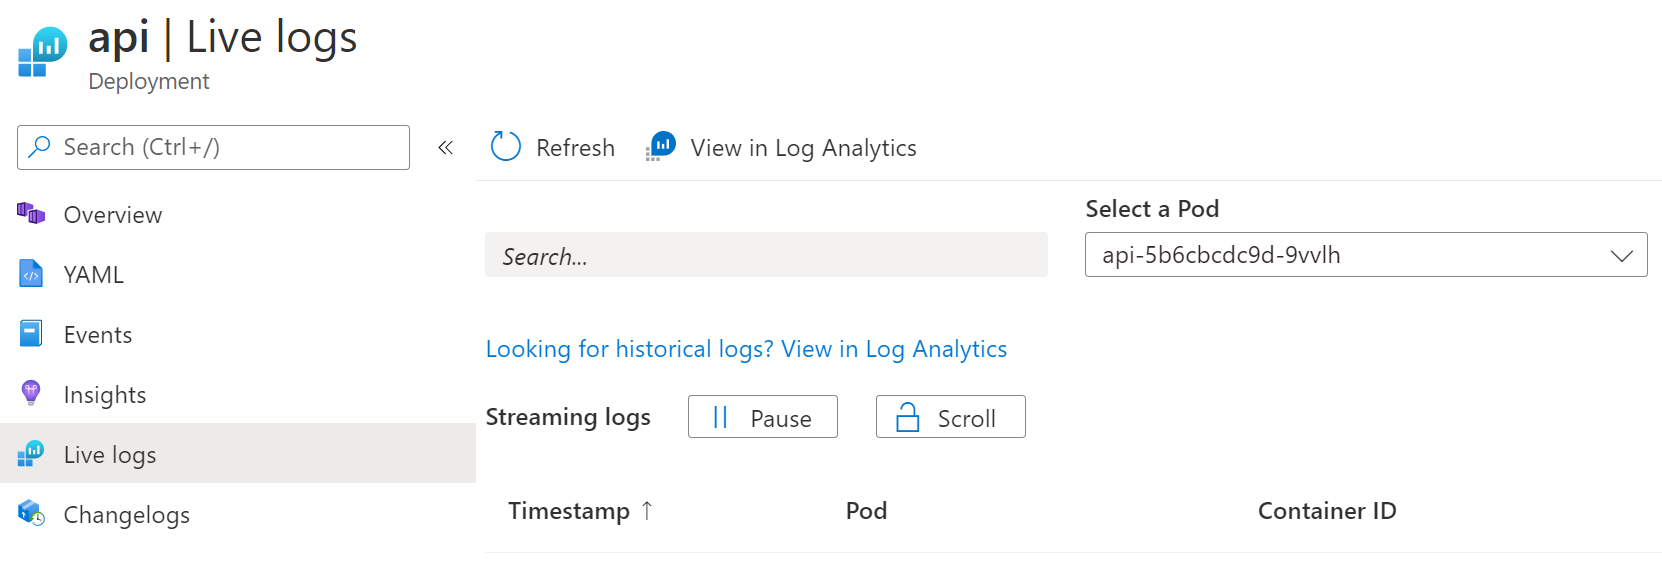 api | Live logs
Deployment
Search (Ctrl+/)
«
Refresh
View in Log Analytics
Overview
YAML
Events
Insights
Live logs
Changelogs
Select a Pod
Search...
api-5b6cbcdc9d-9vvlh
Looking for historical logs? View in Log Analytics
Streaming logs
Pause
Scroll
Timestamp ↑
Pod
Container ID